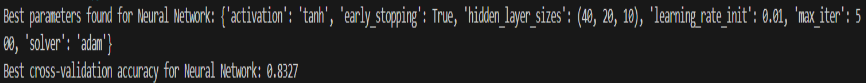 Best parameters found for Neural Network: {'activation': 'tanh', 'early_stopping': True, 'hidden_layer_sizes': (40, 20, 10), 'learning_rate_init': 0.01, 'max_iter': 5
00, 'solver': 'adam'}
Best cross-validation accuracy for Neural Network: 0.8327